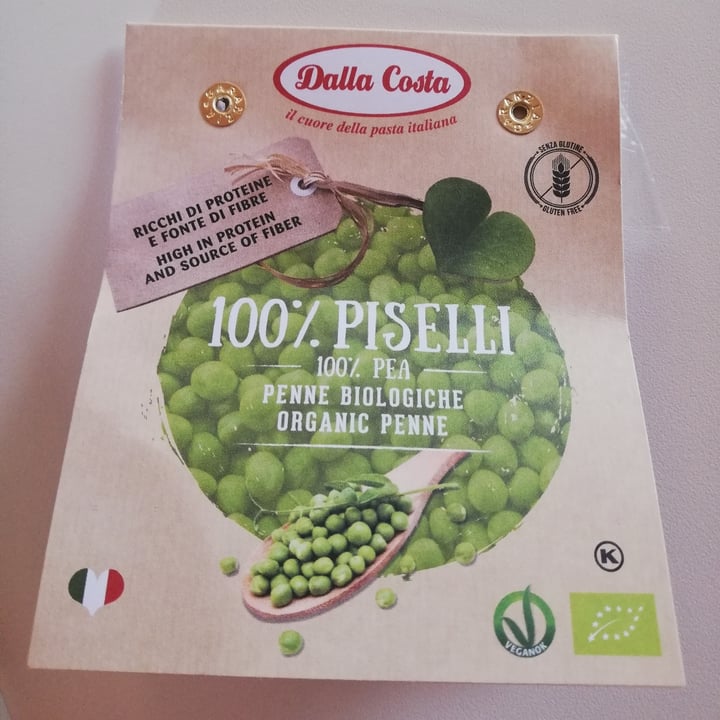 Dalla Costa
il cuore della pasta italiana
SENZA GLUTINE
GLUTEN FREE
RICCHI DI PROTEINE
E FONTE DI FIBRE
HIGH IN PROTEIN
AND SOURCE OF FIBER
100% PISELLI
100% PEA
PENNE BIOLOGICHE
ORGANIC PENNE
K
VEGANOK